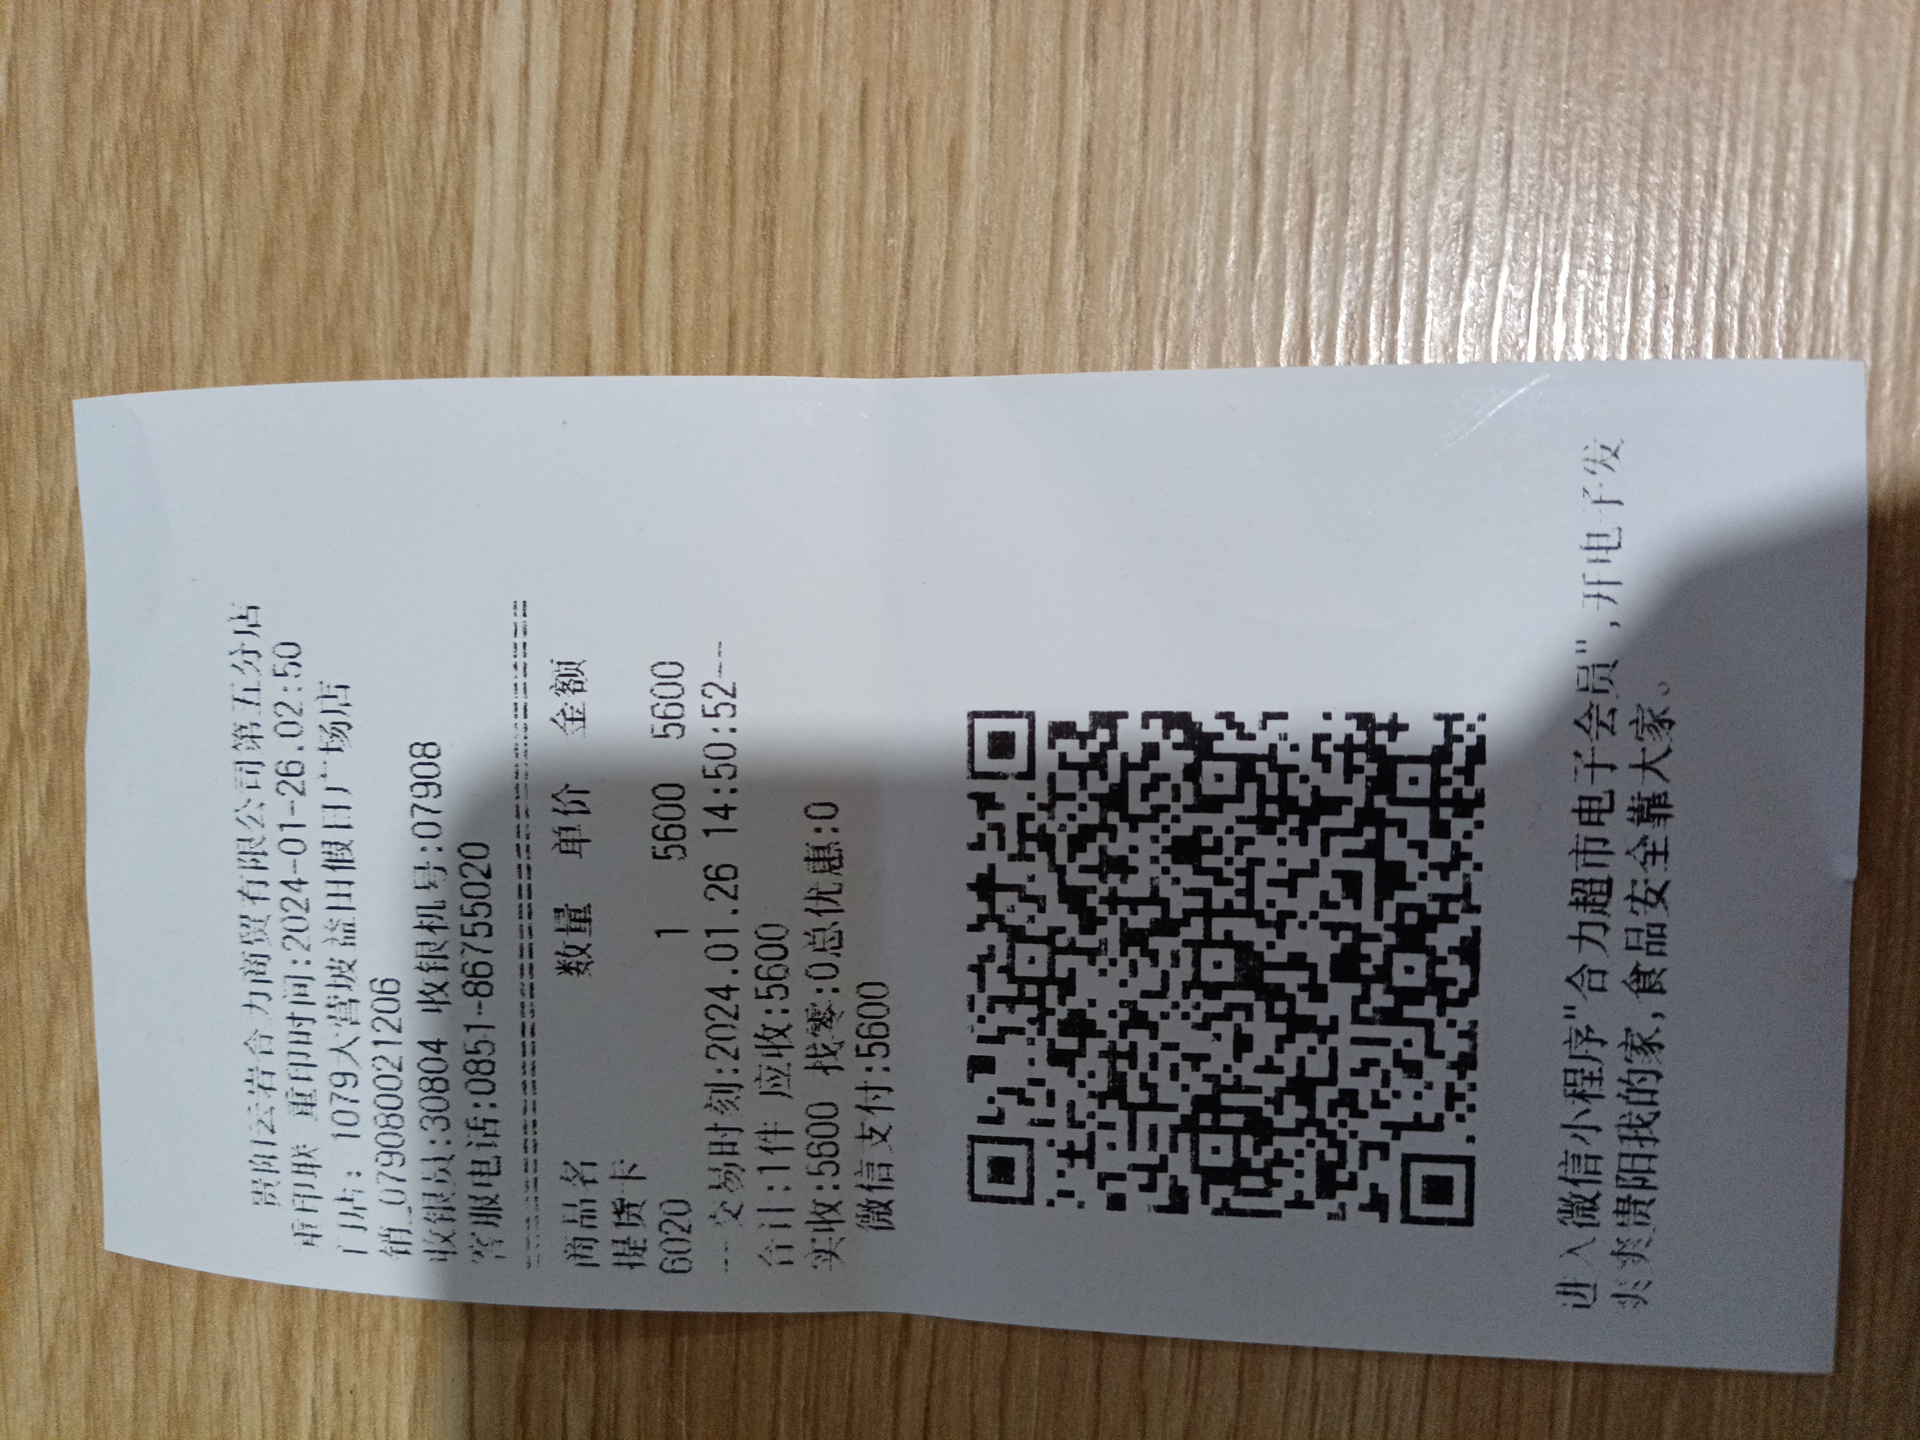 贵阳云岩合力商贸有限公司第五分店
重印联 重印时间:2024-01-26.02:50
门店: 1079大营坡益田假日广场店
销_079080021206
收银员:30804 收银机号:07908
客服电话:0851-86755020
商品名 数量 单价 金额
提货卡
6020 1 5600 5600
---交易时刻:2024.01.26 14:50:52---
合计:1件 应收:5600
实收:5600 找零:0总优惠:0
微信支付:5600
进入微信小程序"合力超市电子会员",开电子发
爽爽贵阳我的家,食品安全靠大家。